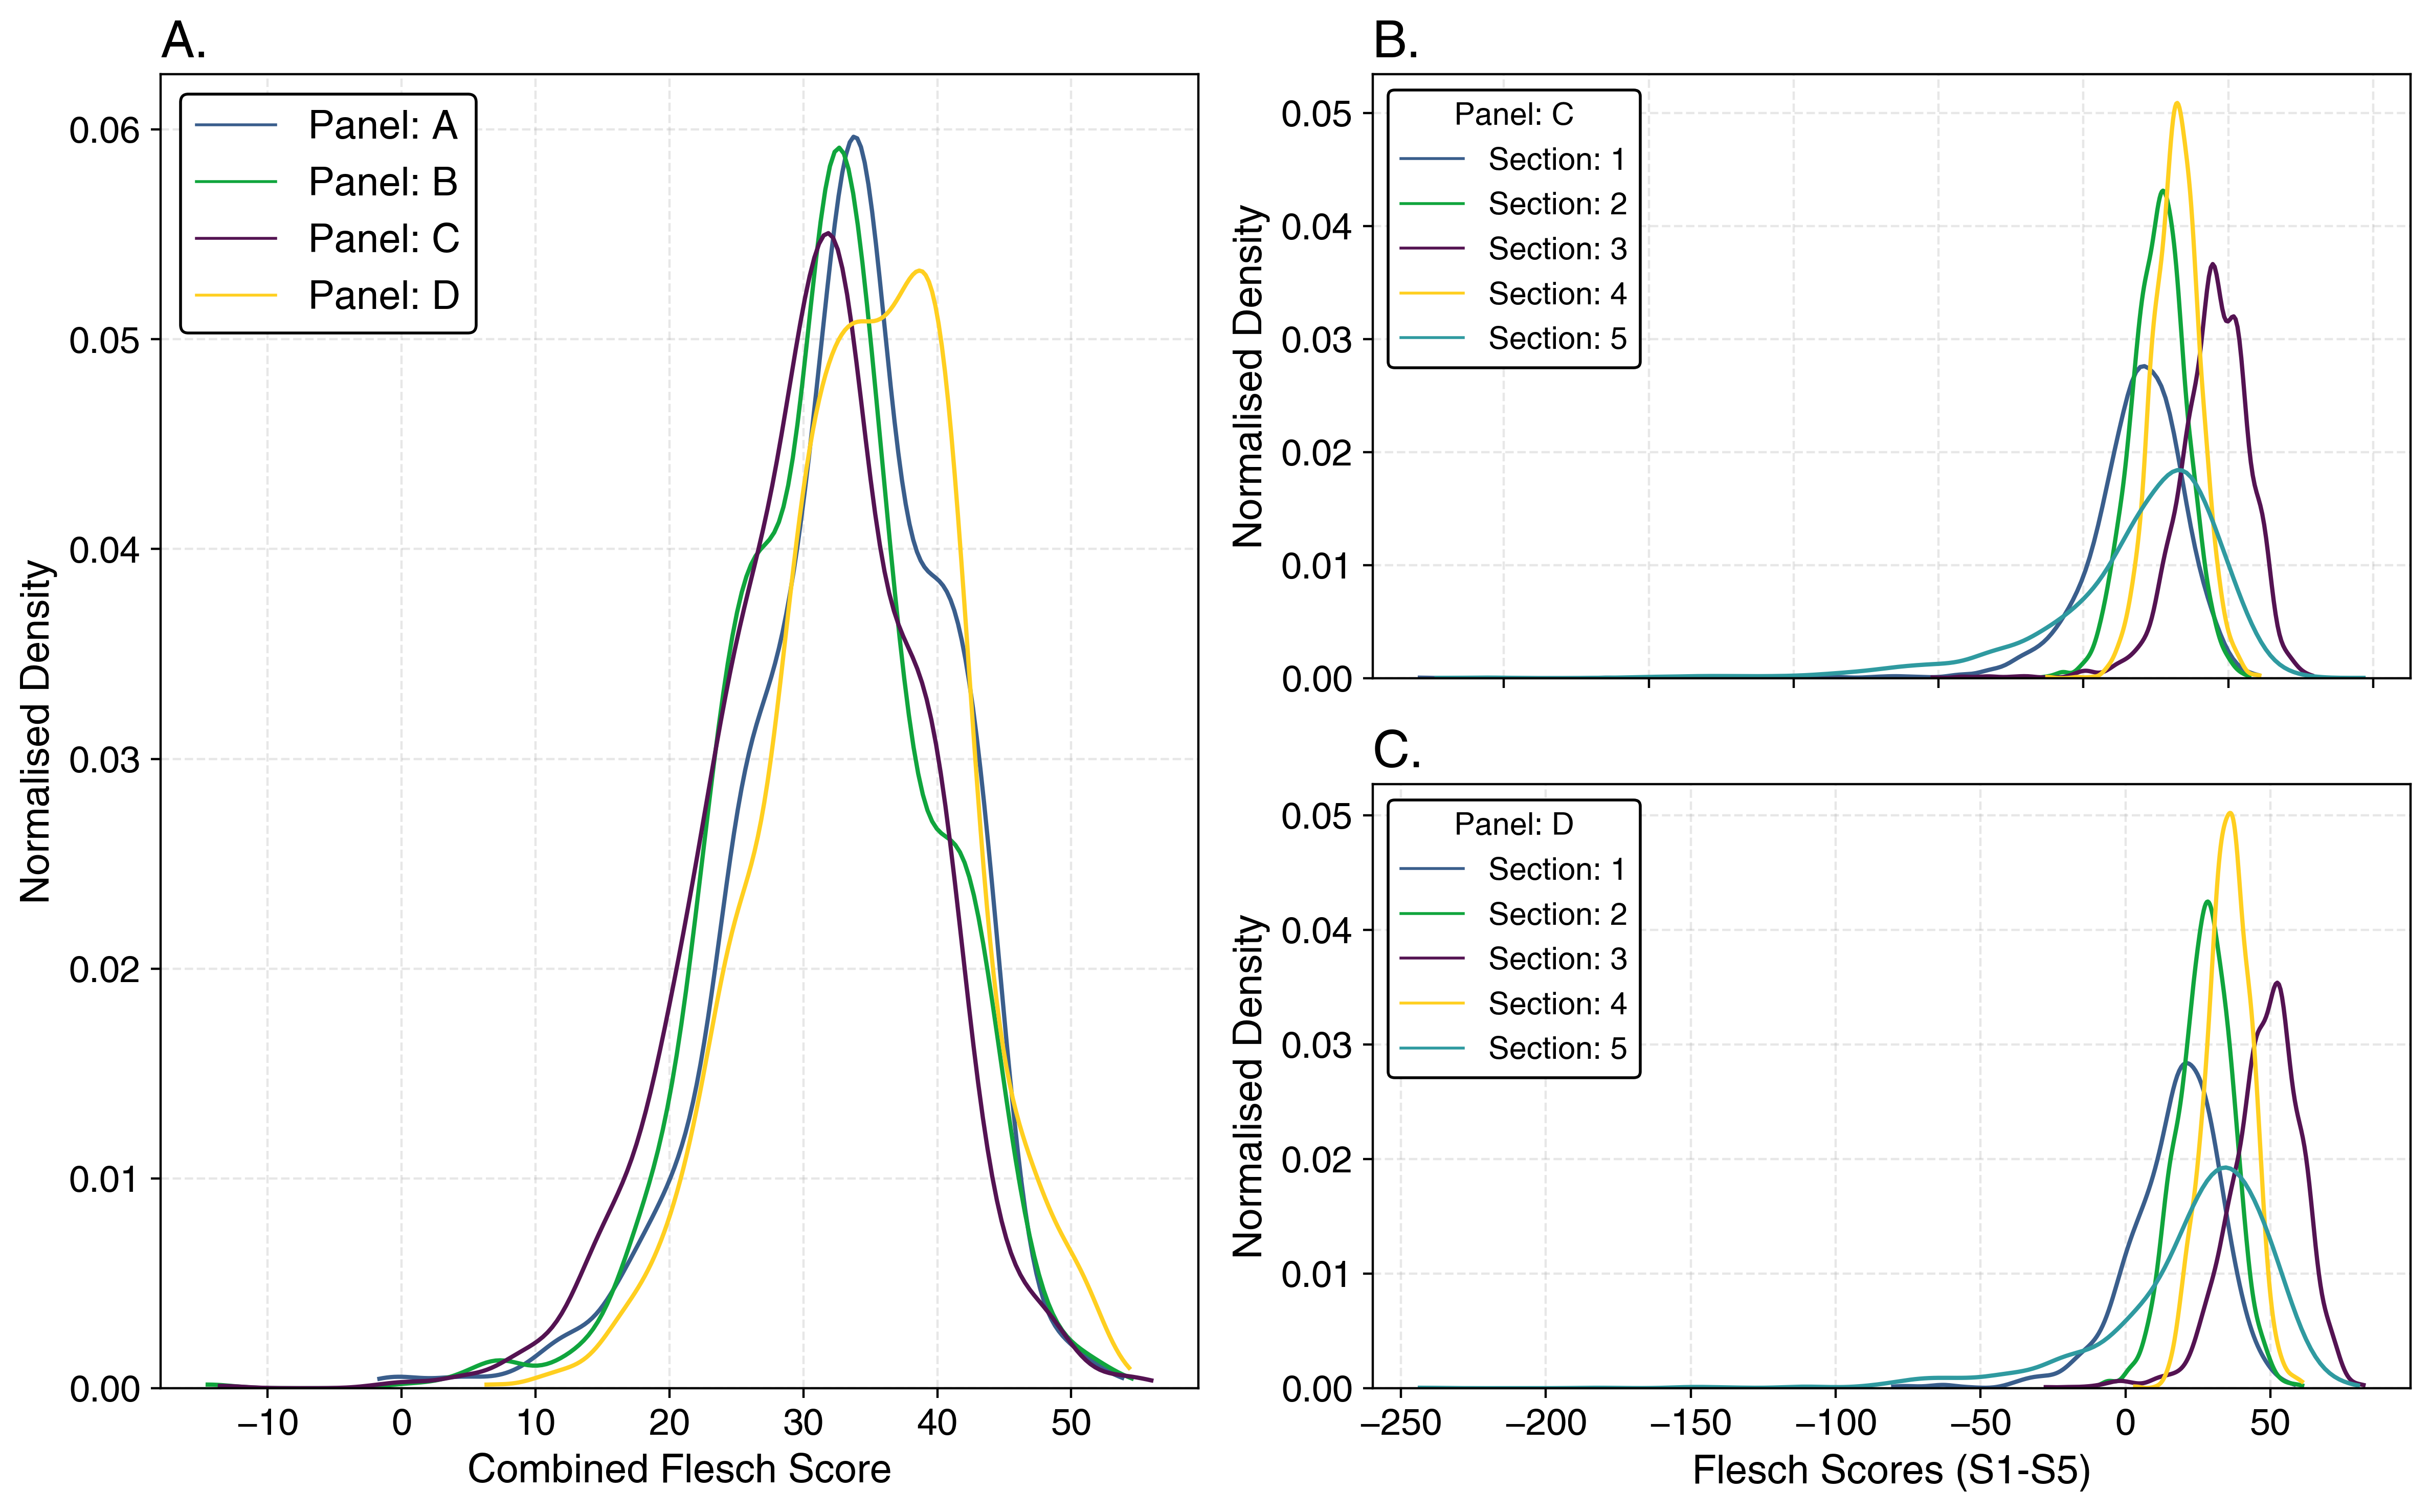 A.
Panel: A
Panel: B
Panel: C
Panel: D
0.06
0.05
0.04
0.03
0.02
0.01
0.00
Normalised Density
−10 0 10 20 30 40 50
Combined Flesch Score
B.
Panel: C
Section: 1
Section: 2
Section: 3
Section: 4
Section: 5
0.05
0.04
0.03
0.02
0.01
0.00
Normalised Density
C.
Panel: D
Section: 1
Section: 2
Section: 3
Section: 4
Section: 5
0.05
0.04
0.03
0.02
0.01
0.00
Normalised Density
−250 −200 −150 −100 −50 0 50
Flesch Scores (S1-S5)